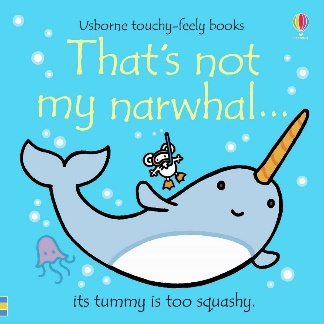 Usborne touchy-feely books
That's not
my narwhal...
its tummy is too squashy.